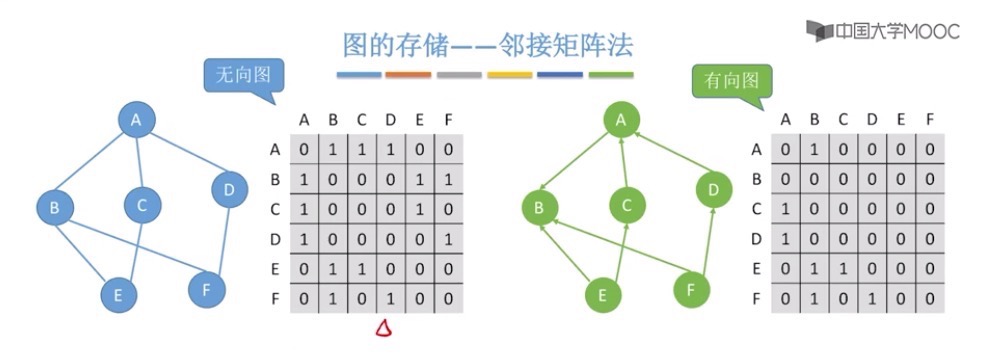 中国大学MOOC
图的存储——邻接矩阵法
无向图
A
B
C
D
E
F
A B C D E F
A 0 1 1 1 0 0
B 1 0 0 0 1 1
C 1 0 0 0 1 0
D 1 0 0 0 0 1
E 0 1 1 0 0 0
F 0 1 0 1 0 0
有向图
A
B
C
D
E
F
A B C D E F
A 0 1 0 0 0 0
B 0 0 0 0 0 0
C 1 0 0 0 0 0
D 1 0 0 0 0 0
E 0 1 1 0 0 0
F 0 1 0 1 0 0